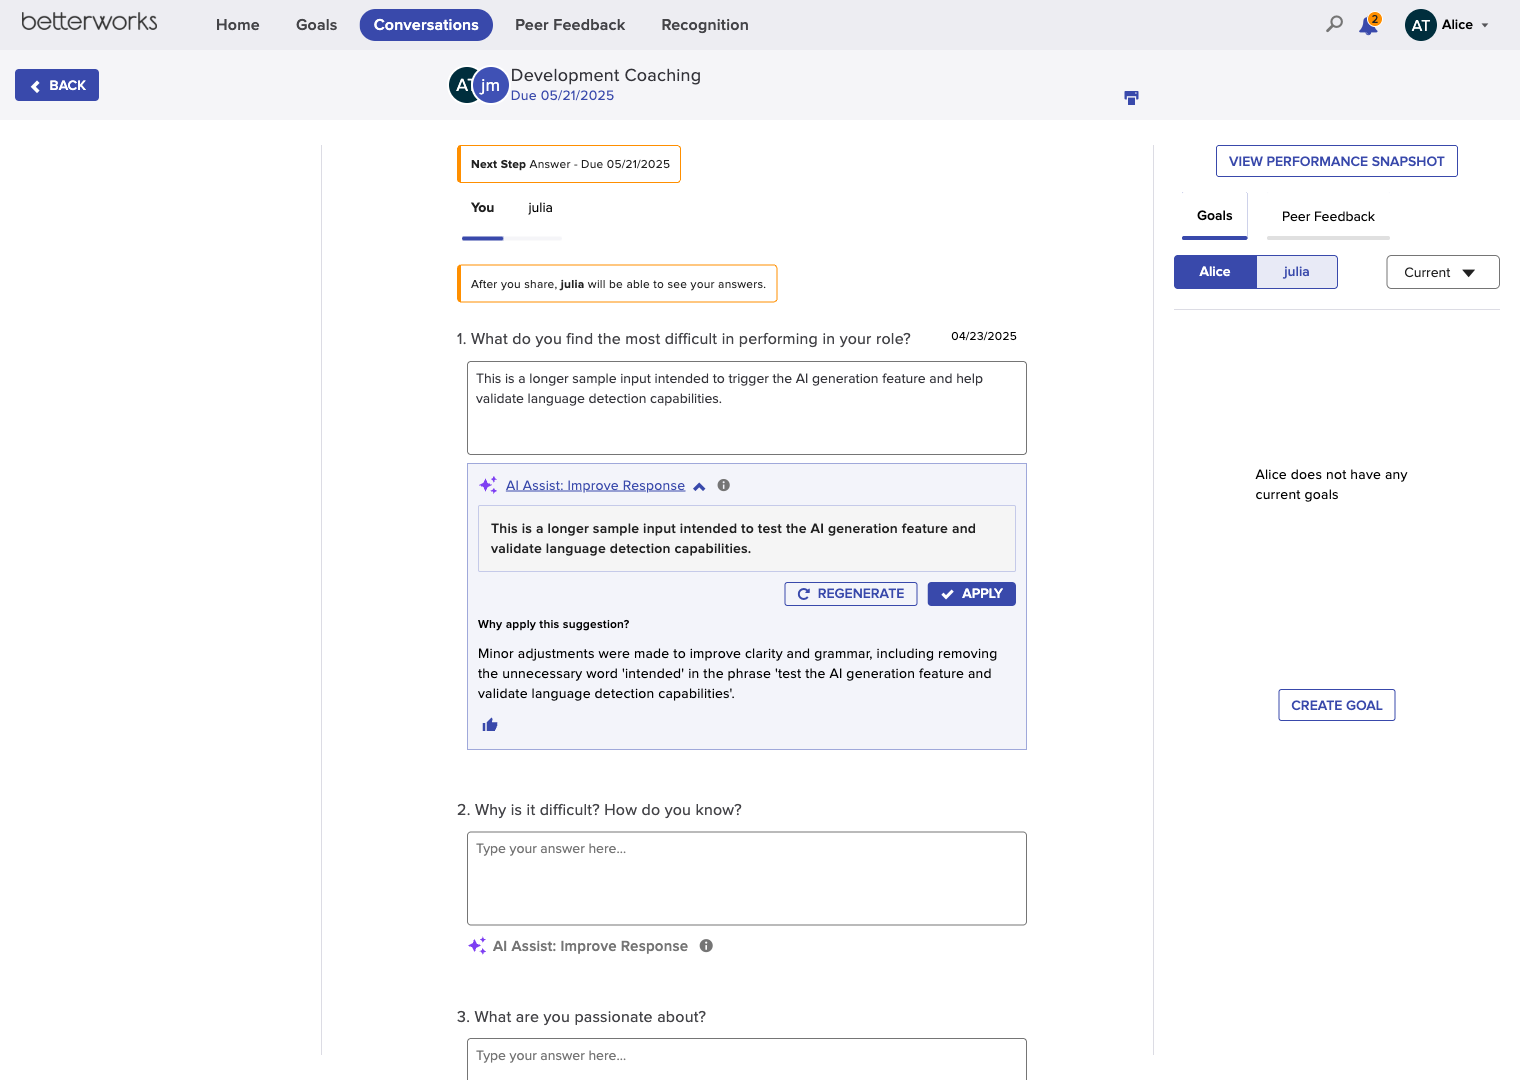 betterworks
Home
Goals
Conversations
Peer Feedback
Recognition
2
AT
Alice
BACK
AT
jm
Development Coaching
Due 05/21/2025
Next Step Answer - Due 05/21/2025
You
julia
After you share, julia will be able to see your answers.
1. What do you find the most difficult in performing in your role?
04/23/2025
This is a longer sample input intended to trigger the AI generation feature and help
validate language detection capabilities.
AI Assist: Improve Response
This is a longer sample input intended to test the AI generation feature and
validate language detection capabilities.
REGENERATE
APPLY
Why apply this suggestion?
Minor adjustments were made to improve clarity and grammar, including removing
the unnecessary word 'intended' in the phrase 'test the AI generation feature and
validate language detection capabilities'.
2. Why is it difficult? How do you know?
Type your answer here...
AI Assist: Improve Response
3. What are you passionate about?
Type your answer here...
VIEW PERFORMANCE SNAPSHOT
Goals
Peer Feedback
Alice
julia
Current
Alice does not have any
current goals
CREATE GOAL